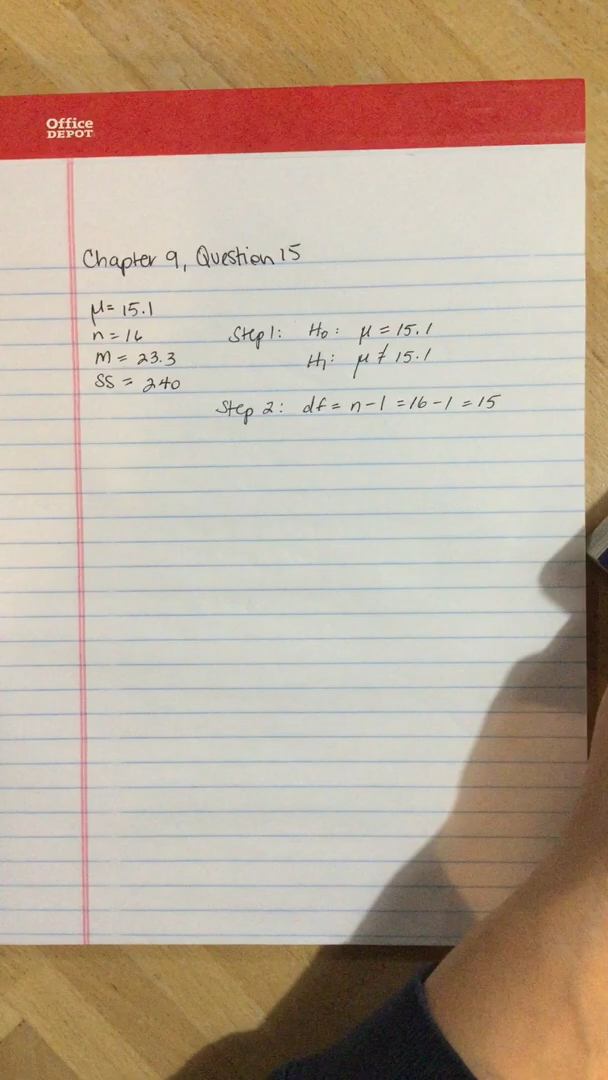 Office
DEPOT
Chapter 9, Question 15
μ = 15.1
n = 16
M = 23.3
SS = 240
Step 1: H₀: μ = 15.1
H₁: μ ≠ 15.1
Step 2: df = n - 1 = 16 - 1 = 15